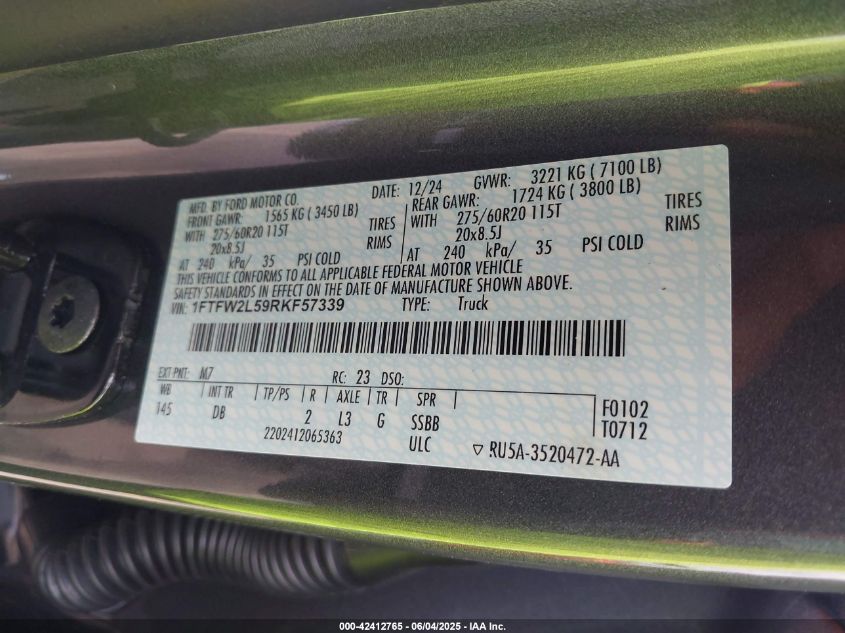 MFD. BY FORD MOTOR CO. DATE: 12/24 GVWR: 3221 KG ( 7100 LB)
FRONT GAWR: 1565 KG ( 3450 LB) REAR GAWR: 1724 KG ( 3800 LB)
WITH 275/60R20 115T TIRES WITH 275/60R20 115T TIRES
20x8.5J RIMS 20x8.5J RIMS
AT 240 kPa/ 35 PSI COLD AT 240 kPa/ 35 PSI COLD
THIS VEHICLE CONFORMS TO ALL APPLICABLE FEDERAL MOTOR VEHICLE
SAFETY STANDARDS IN EFFECT ON THE DATE OF MANUFACTURE SHOWN ABOVE.
VIN: 1FTFW2L59RKF57339 TYPE: Truck
EXT PNT: M7 RC: 23 DSO:
WB INT TR TP/PS R AXLE TR SPR
145 DB 2 L3 G SSBB F0102
2202412065363 ULC T0712
▽ RU5A-3520472-AA
000-42412765 | 06/04/2025 - IAA Inc.